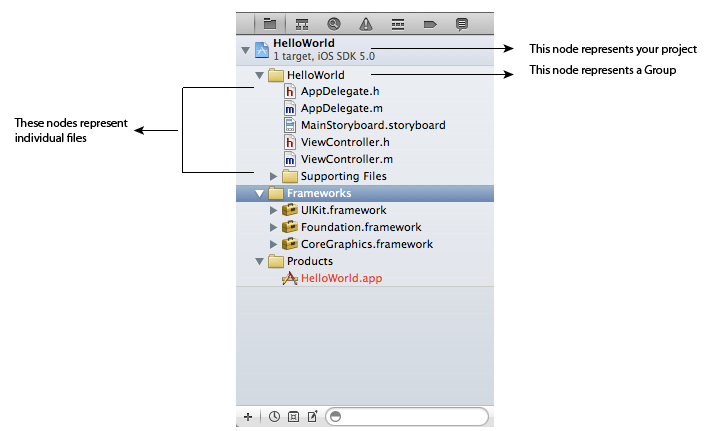 HelloWorld
1 target, iOS SDK 5.0
This node represents your project
HelloWorld
This node represents a Group
h AppDelegate.h
m AppDelegate.m
MainStoryboard.storyboard
h ViewController.h
m ViewController.m
Supporting Files
These nodes represent
individual files
Frameworks
UIKit.framework
Foundation.framework
CoreGraphics.framework
Products
HelloWorld.app